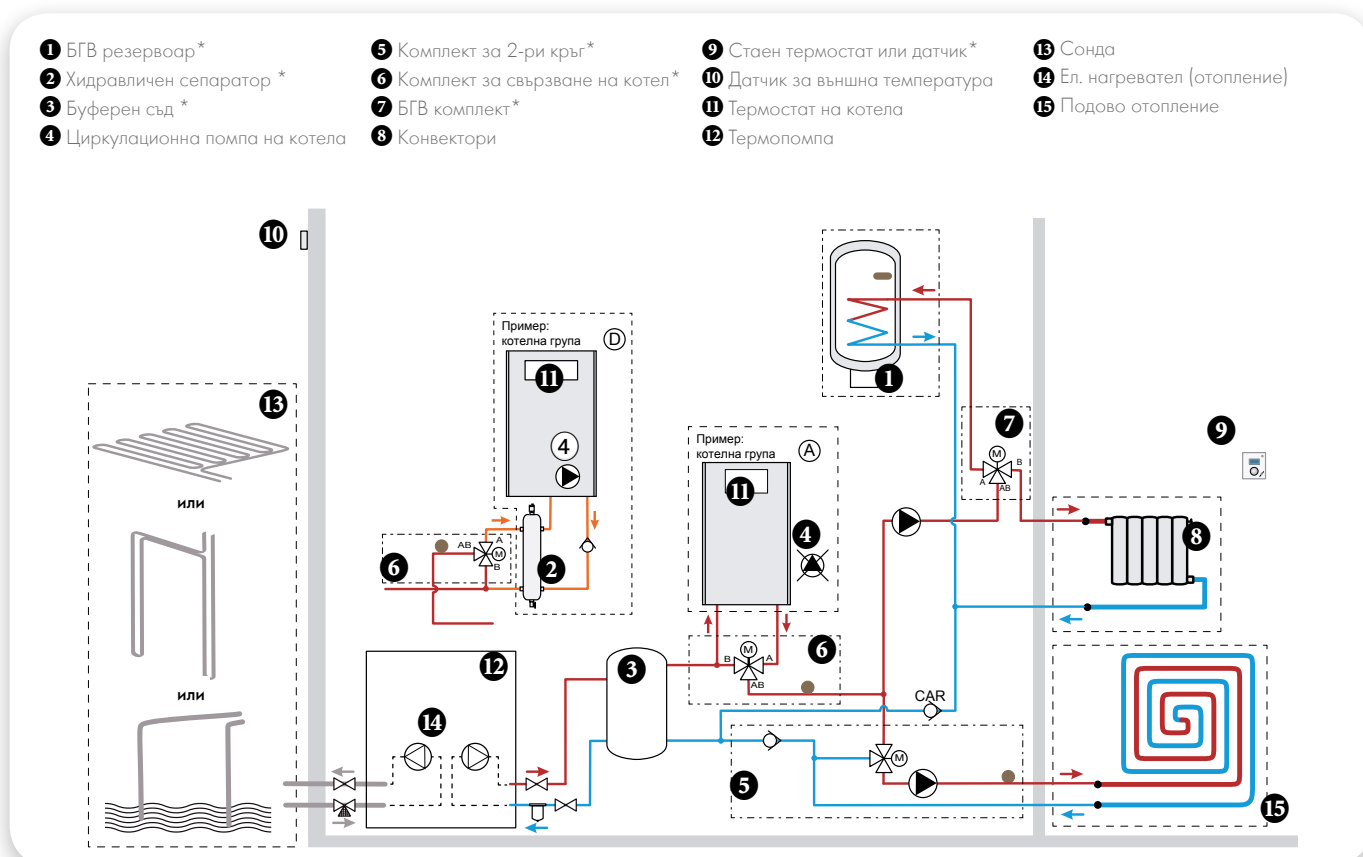 1 БГВ резервоар*
2 Хидравличен сепаратор *
3 Буферен съд *
4 Циркулационна помпа на котела
5 Комплект за 2-ри кръг*
6 Комплект за свързване на котел*
7 БГВ комплект*
8 Конвектори
9 Стаен термостат или датчик*
10 Датчик за външна температура
11 Термостат на котела
12 Термопомпа
13 Сонда
14 Ел. нагревател (отопление)
15 Подово отопление
10
Пример:
котелна група
D
11
4
AB
A
M
B
6
2
1
7
M
A
AB
B
9
Пример:
котелна група
A
11
4
8
13
или
или
12
14
3
M
B
A
AB
6
CAR
M
5
15